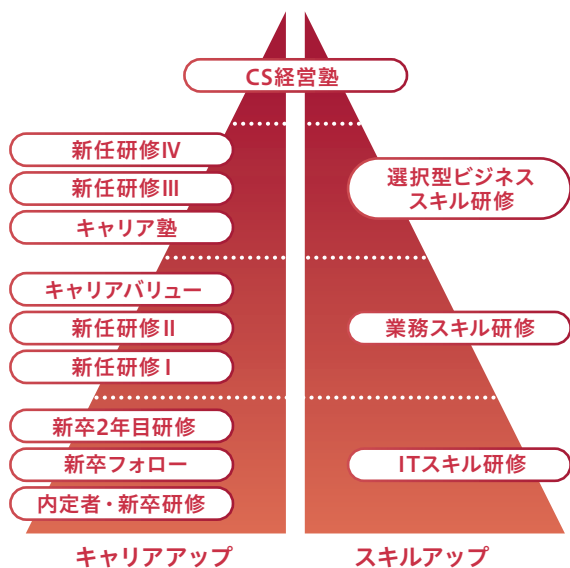 CS経営塾
新任研修Ⅳ
新任研修Ⅲ
キャリア塾
選択型ビジネス
スキル研修
キャリアバリュー
新任研修Ⅱ
新任研修Ⅰ
業務スキル研修
新卒2年目研修
新卒フォロー
内定者・新卒研修
ITスキル研修
キャリアアップ
スキルアップ